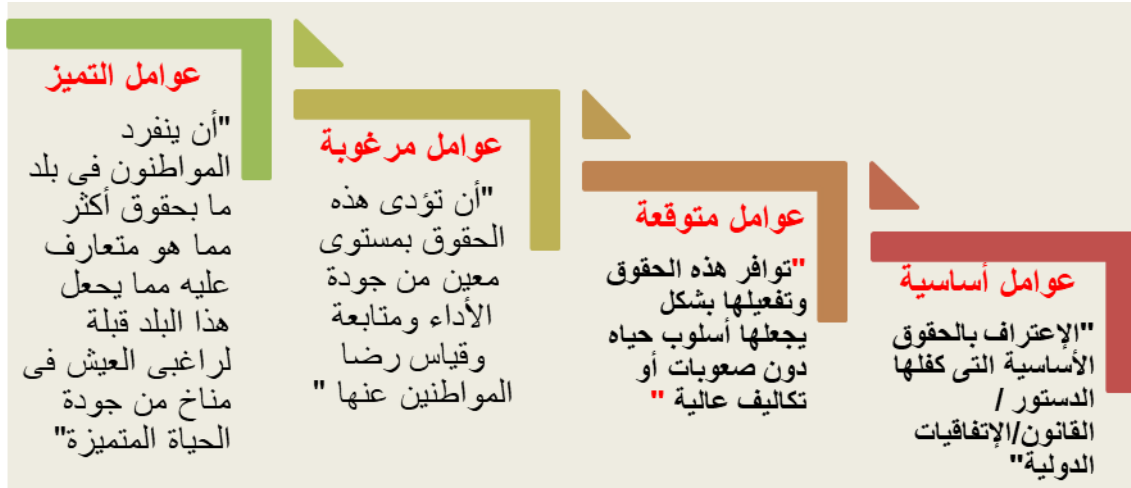 عوامل أساسية
"الإعتراف بالحقوق
الأساسية التى كفلها
الدستور /
القانون/الإتفاقيات
الدولية"
عوامل متوقعة
"توافر هذه الحقوق
وتفعيلها بشكل
يجعلها أسلوب حياه
دون صعوبات أو
تكاليف عالية "
عوامل مرغوبة
"أن تؤدى هذه
الحقوق بمستوى
معين من جودة
الأداء ومتابعة
وقياس رضا
المواطنين عنها "
عوامل التميز
"أن ينفرد
المواطنون فى بلد
ما بحقوق أكثر
مما هو متعارف
عليه مما يجعل
هذا البلد قبلة
لراغبى العيش فى
مناخ من جودة
الحياة المتميزة"